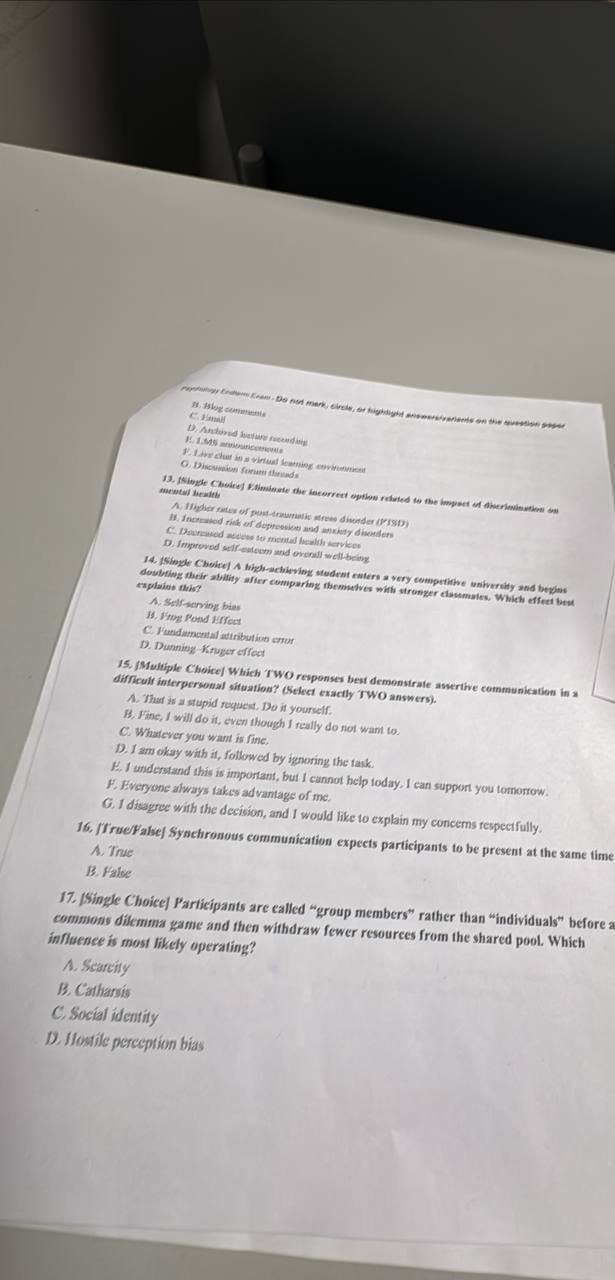 Psychology Endterm Exam - Do not mark, circle, or highlight answers/variants on the question paper
B. Blog comments
C. Email
D. Archived lecture recording
E. LMS announcements
F. Live chat in a virtual learning environment
G. Discussion forum threads
13. [Single Choice] Eliminate the incorrect option related to the impact of discrimination on
mental health
A. Higher rates of post-traumatic stress disorder (PTSD)
B. Increased risk of depression and anxiety disorders
C. Decreased access to mental health services
D. Improved self-esteem and overall well-being
14. [Single Choice] A high-achieving student enters a very competitive university and begins
doubting their ability after comparing themselves with stronger classmates. Which effect best
explains this?
A. Self-serving bias
B. Frog Pond Effect
C. Fundamental attribution error
D. Dunning–Kruger effect
15. [Multiple Choice] Which TWO responses best demonstrate assertive communication in a
difficult interpersonal situation? (Select exactly TWO answers).
A. That is a stupid request. Do it yourself.
B. Fine, I will do it, even though I really do not want to.
C. Whatever you want is fine.
D. I am okay with it, followed by ignoring the task.
E. I understand this is important, but I cannot help today. I can support you tomorrow.
F. Everyone always takes advantage of me.
G. I disagree with the decision, and I would like to explain my concerns respectfully.
16. [True/False] Synchronous communication expects participants to be present at the same time
A. True
B. False
17. [Single Choice] Participants are called “group members” rather than “individuals” before a
commons dilemma game and then withdraw fewer resources from the shared pool. Which
influence is most likely operating?
A. Scarcity
B. Catharsis
C. Social identity
D. Hostile perception bias